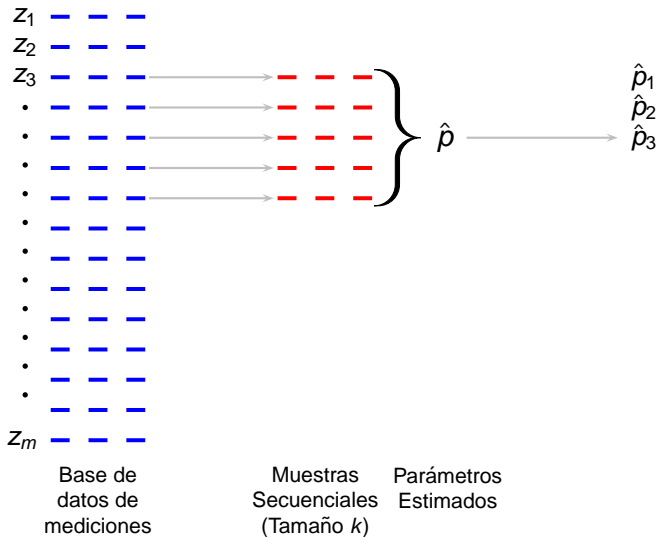 z₁
z₂
z₃
zₘ
p̂
p̂₁
p̂₂
p̂₃
Base de
datos de
mediciones
Muestras
Secuenciales
(Tamaño k)
Parámetros
Estimados